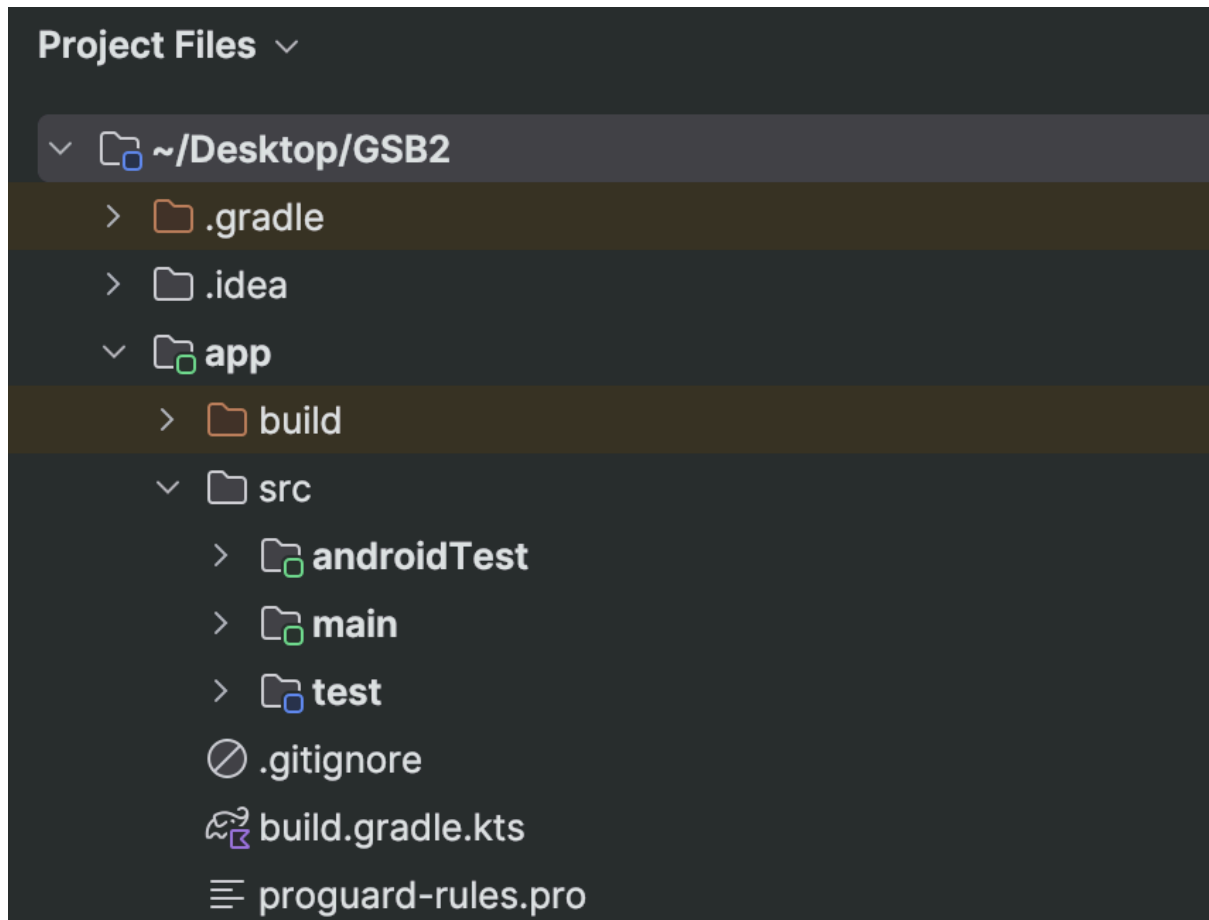 Project Files
~/Desktop/GSB2
.gradle
.idea
app
build
src
androidTest
main
test
.gitignore
build.gradle.kts
proguard-rules.pro